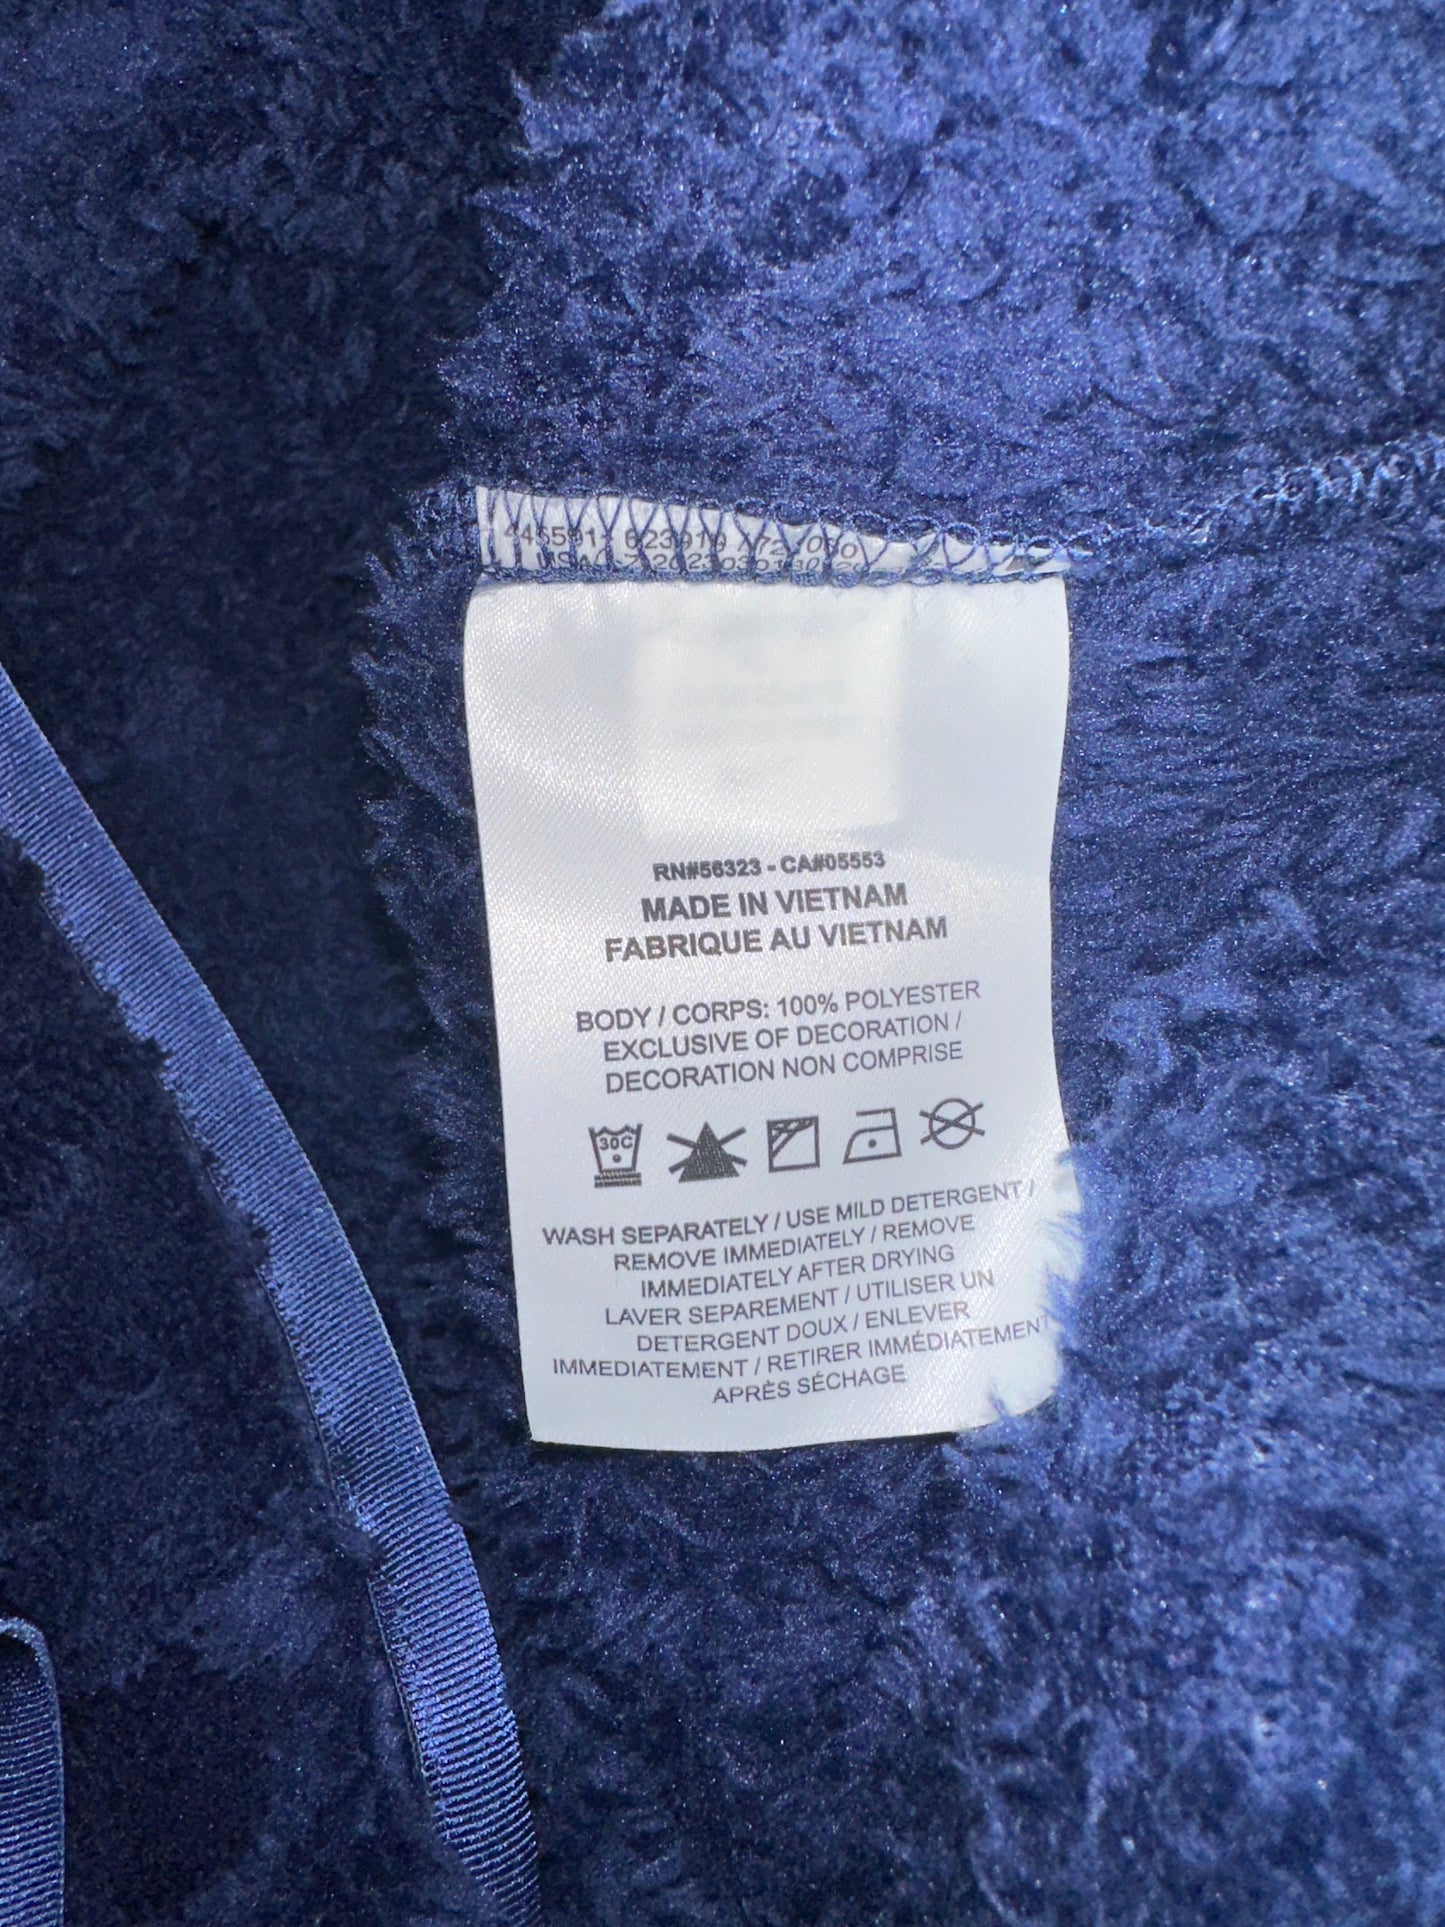 RN#56323 - CA#05553
MADE IN VIETNAM
FABRIQUE AU VIETNAM
BODY / CORPS: 100% POLYESTER
EXCLUSIVE OF DECORATION /
DECORATION NON COMPRISE
30C
WASH SEPARATELY / USE MILD DETERGENT /
REMOVE IMMEDIATELY / REMOVE
IMMEDIATELY AFTER DRYING
LAVER SEPAREMENT / UTILISER UN
DETERGENT DOUX / ENLEVER
IMMEDIATEMENT / RETIRER IMMÉDIATEMENT
APRÈS SÉCHAGE